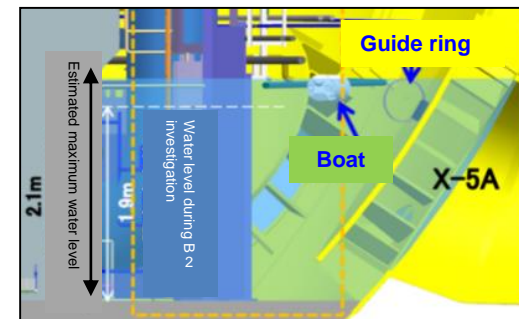 Guide ring
Boat
X-5A
Estimated maximum water level
2.1m
1.9m
Water level during B2
investigation